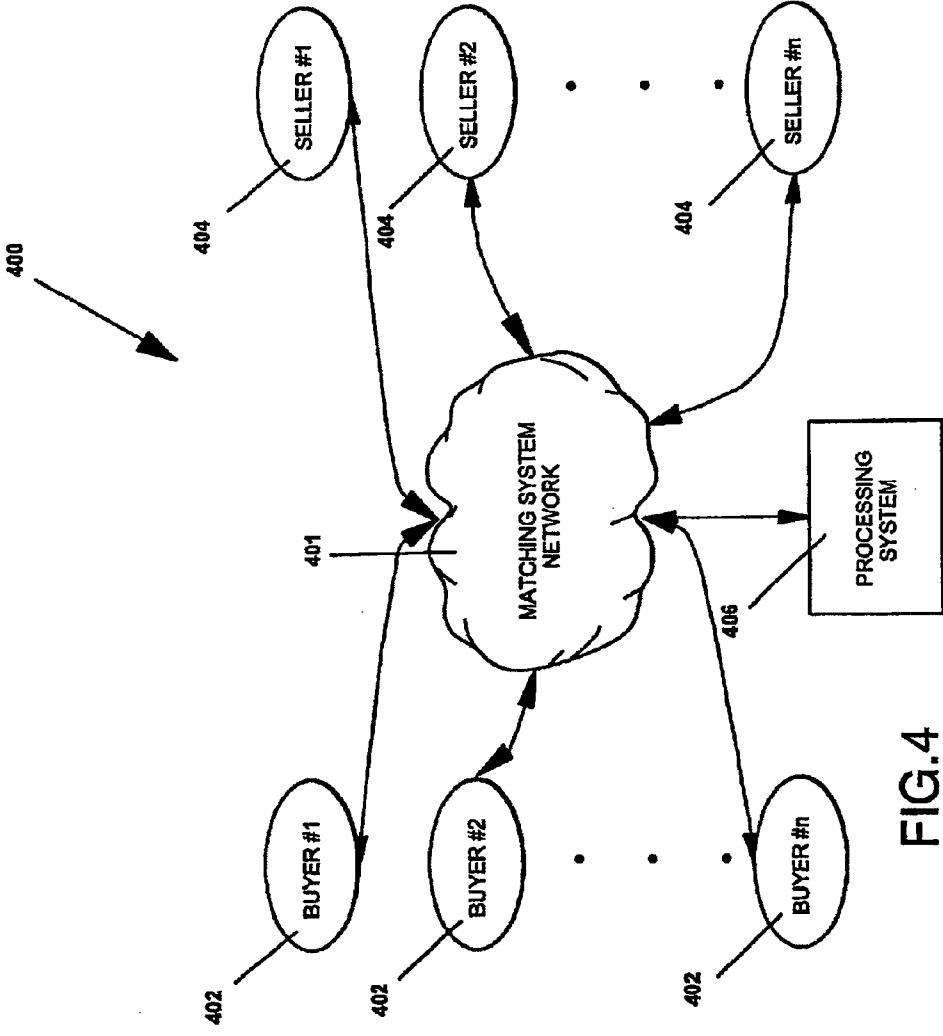 400
SELLER #1
404
SELLER #2
404
SELLER #n
404
MATCHING SYSTEM
NETWORK
401
PROCESSING
SYSTEM
406
BUYER #1
402
BUYER #2
402
BUYER #n
402
FIG.4